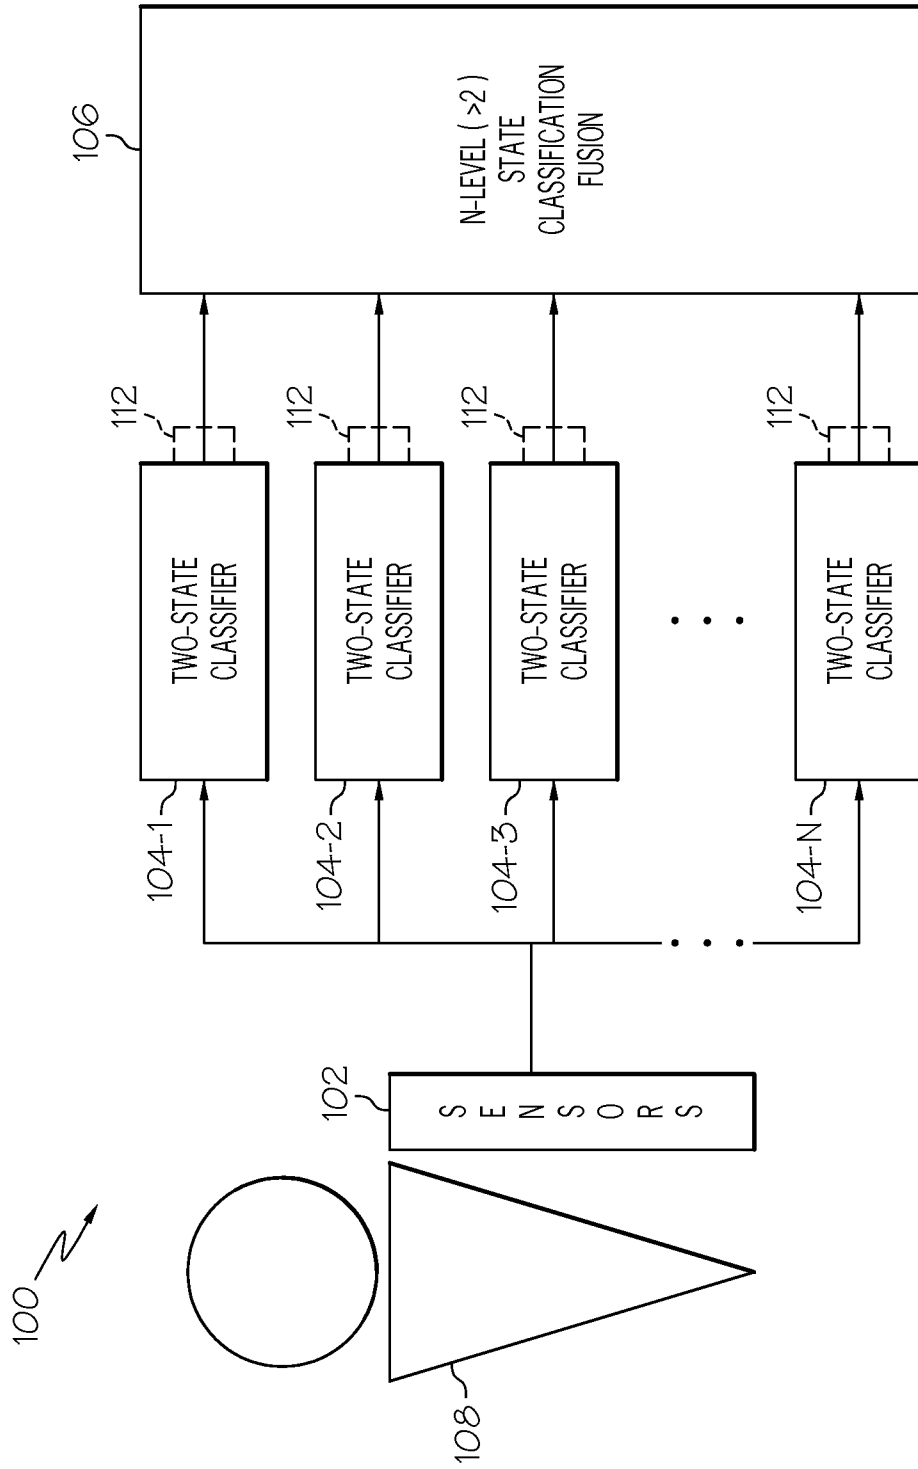 100
108
102
SENSORS
104-1
TWO-STATE
CLASSIFIER
112
104-2
TWO-STATE
CLASSIFIER
112
104-3
TWO-STATE
CLASSIFIER
112
104-N
TWO-STATE
CLASSIFIER
112
106
N-LEVEL ( >2 )
STATE
CLASSIFICATION
FUSION